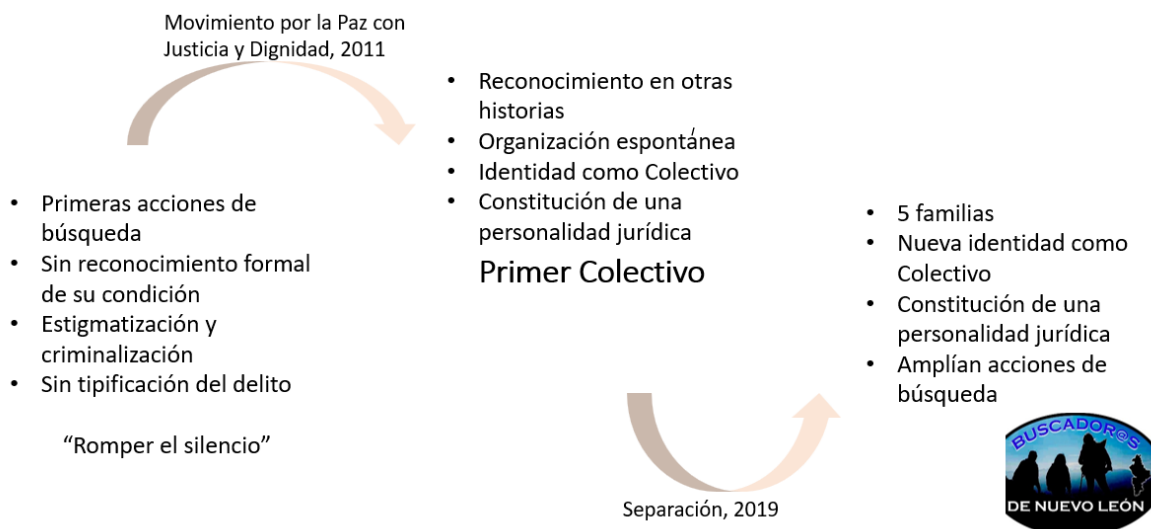 Movimiento por la Paz con
Justicia y Dignidad, 2011
• Primeras acciones de
búsqueda
• Sin reconocimiento formal
de su condición
• Estigmatización y
criminalización
• Sin tipificación del delito
“Romper el silencio”
• Reconocimiento en otras
historias
• Organización espontánea
• Identidad como Colectivo
• Constitución de una
personalidad jurídica
Primer Colectivo
Separación, 2019
• 5 familias
• Nueva identidad como
Colectivo
• Constitución de una
personalidad jurídica
• Amplían acciones de
búsqueda
BUSCADOR@S
DE NUEVO LEÓN